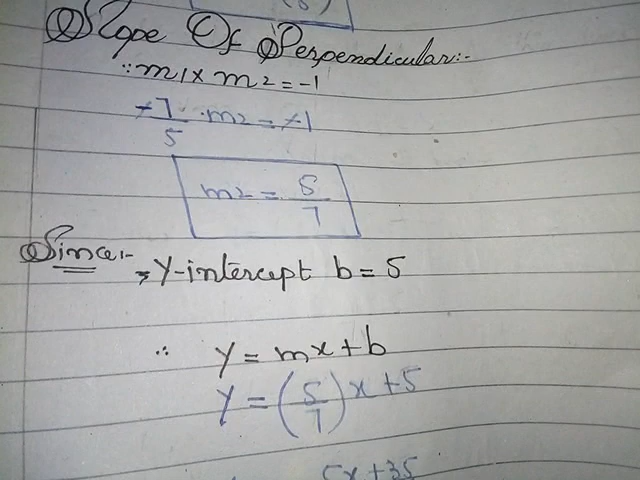 (5)
Slope Of Perpendicular:-
∵ m1 x m2 = -1
-7/5 . m2 = -1
m2 = 5/7
Since:-
→ Y-intercept b = 5
∴ y = mx + b
y = (5/7) x + 5
5x + 35